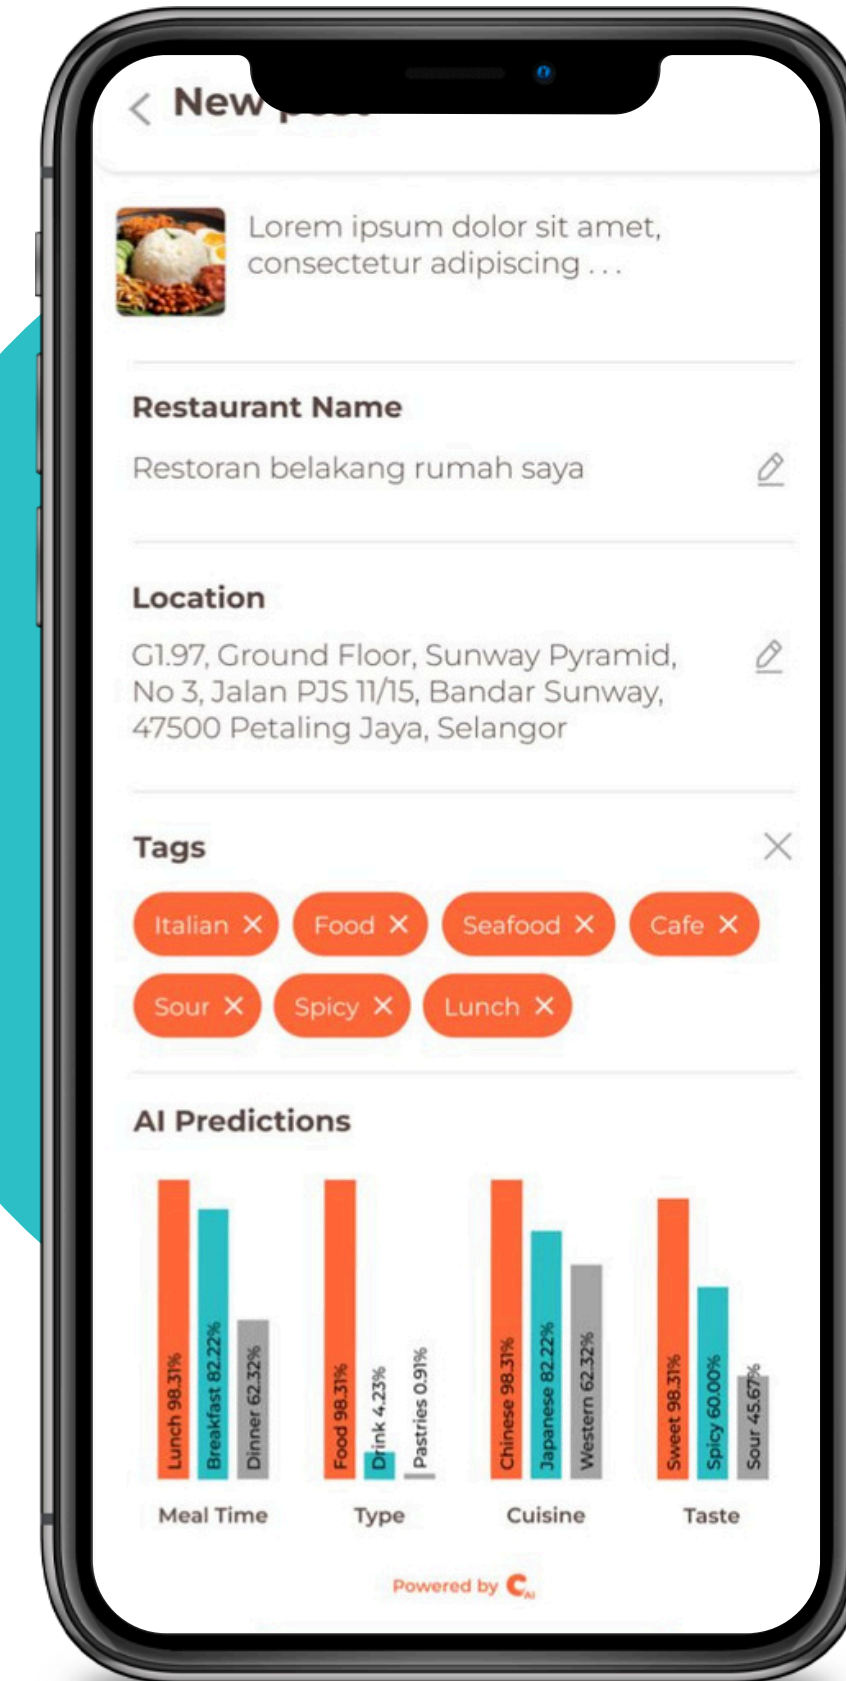 New post
Lorem ipsum dolor sit amet,
consectetur adipiscing . . .
Restaurant Name
Restoran belakang rumah saya
Location
G1.97, Ground Floor, Sunway Pyramid,
No 3, Jalan PJS 11/15, Bandar Sunway,
47500 Petaling Jaya, Selangor
Tags
Italian ×
Food ×
Seafood ×
Cafe ×
Sour ×
Spicy ×
Lunch ×
AI Predictions
Lunch 98.31%
Breakfast 82.22%
Dinner 62.32%
Meal Time
Food 98.31%
Drink 4.23%
Pastries 0.91%
Type
Chinese 98.31%
Japanese 82.22%
Western 62.32%
Cuisine
Sweet 98.31%
Spicy 60.00%
Sour 45.67%
Taste
Powered by C AI